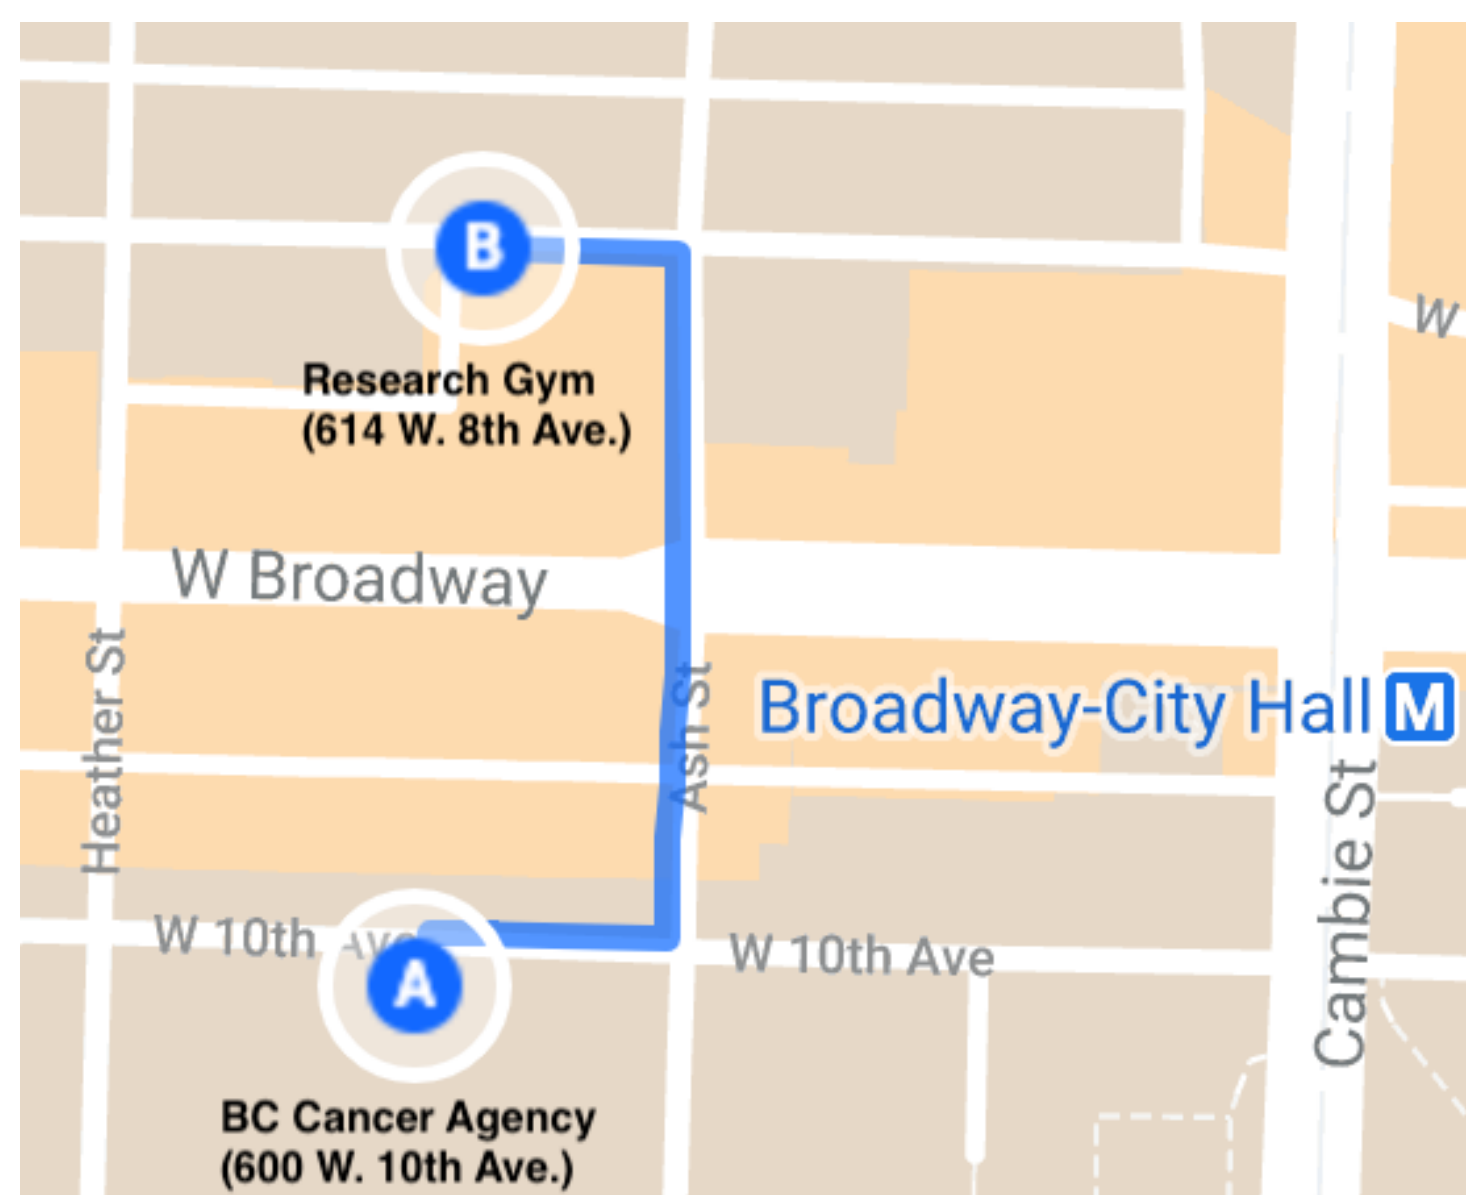 B
W
Research Gym
(614 W. 8th Ave.)
W Broadway
Heather St
Ash St
Broadway-City Hall M
Cambie St
W 10th Ave
W 10th Ave
A
BC Cancer Agency
(600 W. 10th Ave.)